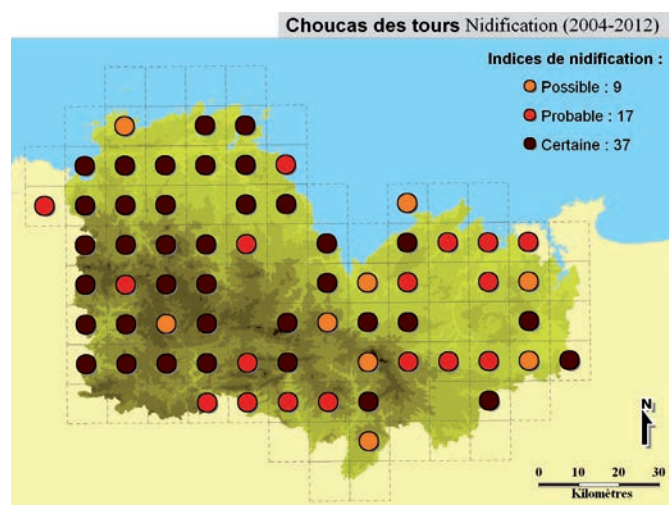 Choucas des tours Nidification (2004-2012)
Indices de nidification :
Possible : 9
Probable : 17
Certaine : 37
N
0 10 20 30
Kilomètres